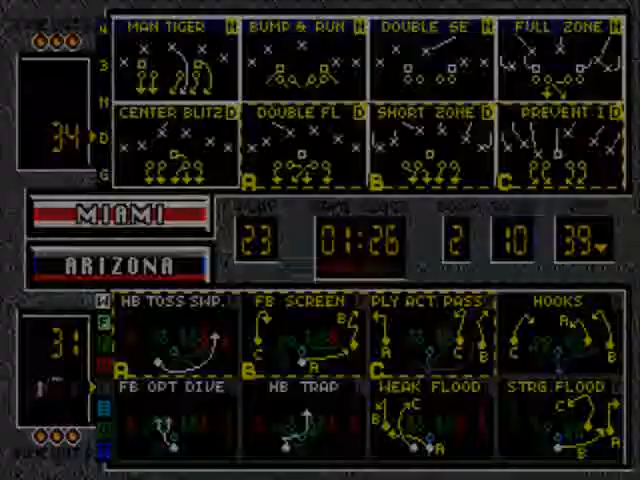 MAN TIGER N BUMP & RUN N DOUBLE SE N FULL ZONE N
CENTER BLITZ D DOUBLE FL D SHORT ZONE D PREVENT I D
A B C
N
3
N
D
G
34
MIAMI
ARIZONA
23 01:26 2 10 39
HB TOSS SWP. FB SCREEN PLY ACT. PASS HOOKS
C B A A C B C A B
A B C
FB OPT DIVE HB TRAP WEAK FLOOD STRG.FLOOD
B C A C A B
31